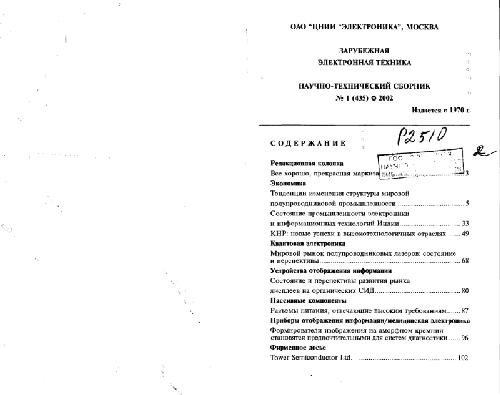 ОАО "ЦНИИ "ЭЛЕКТРОНИКА", МОСКВА
ЗАРУБЕЖНАЯ
ЭЛЕКТРОННАЯ ТЕХНИКА
НАУЧНО-ТЕХНИЧЕСКИЙ СБОРНИК
№ 1 (435) 2002
Издается с 1970 г.
Р2510
СОДЕРЖАНИЕ
2
Редакционная колонка
Все хорошо, прекрасная маркиза 3
Экономика
Тенденции изменения структуры мировой
полупроводниковой промышленности 5
Состояние промышленности электроники
и информационных технологий Индии 33
КНР: новые успехи в высокотехнологичных отраслях 49
Квантовая электроника
Мировой рынок полупроводниковых лазеров: состояние
и перспективы 68
Устройства отображения информации
Состояние и перспективы развития рынка
дисплеев на органических СИД 80
Пассивные компоненты
Разъемы питания, отвечающие высоким требованиям 87
Приборы отображения информации/медицинская электроника
Формирователи изображения на аморфном кремнии
становятся предпочтительными для систем диагностики 96
Фирменное досье
Tower Semiconductor Ltd. 102